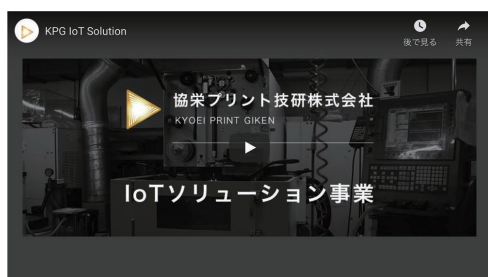 KPG IoT Solution
後で見る
共有
協栄プリント技研株式会社
KYOEI PRINT GIKEN
IoTソリューション事業